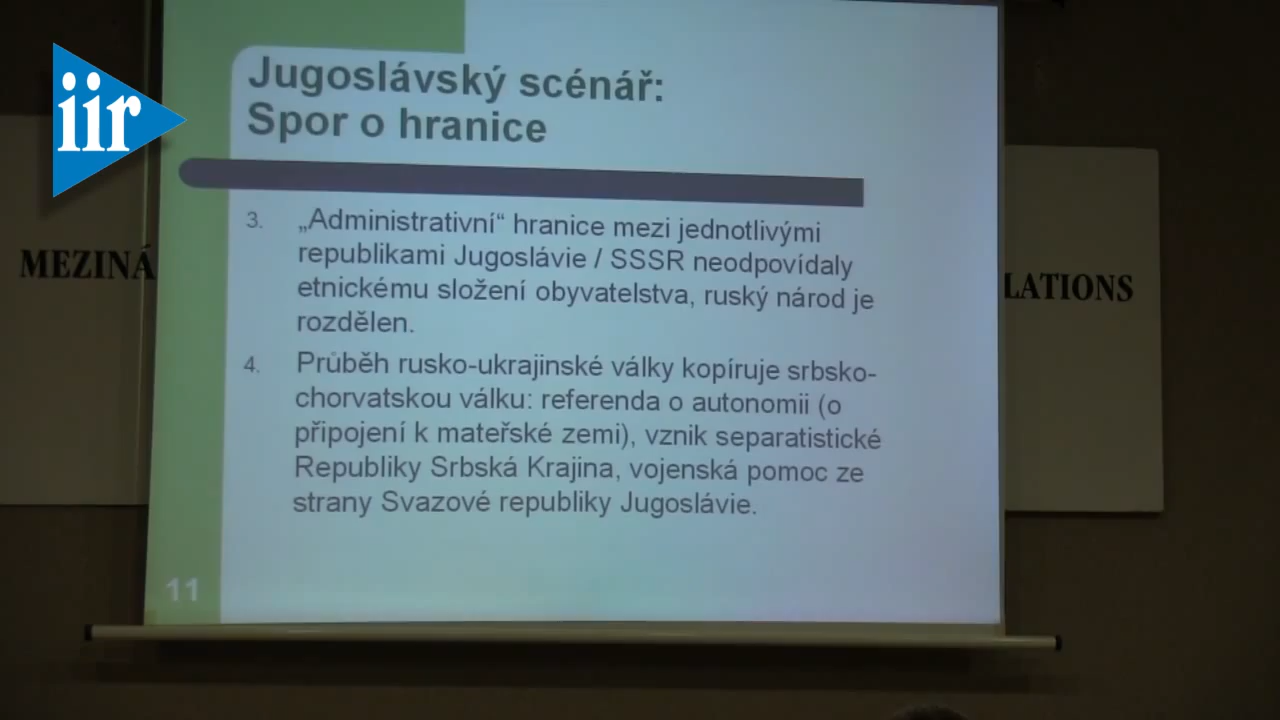 iir
Jugoslávský scénář:
Spor o hranice
3. „Administrativní“ hranice mezi jednotlivými
republikami Jugoslávie / SSSR neodpovídaly
etnickému složení obyvatelstva, ruský národ je
rozdělen.
4. Průběh rusko-ukrajinské války kopíruje srbsko-
chorvatskou válku: referenda o autonomii (o
připojení k mateřské zemi), vznik separatistické
Republiky Srbská Krajina, vojenská pomoc ze
strany Svazové republiky Jugoslávie.
11
MEZINÁ
LATIONS